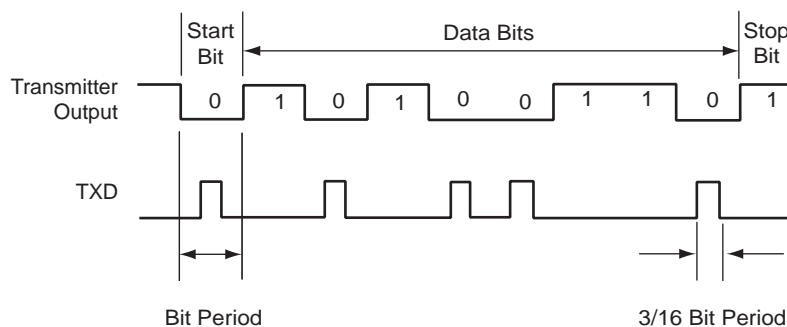 Start
Bit
Data Bits
Stop
Bit
Transmitter
Output
0 1 0 1 0 0 1 1 0 1
TXD
Bit Period
3/16 Bit Period